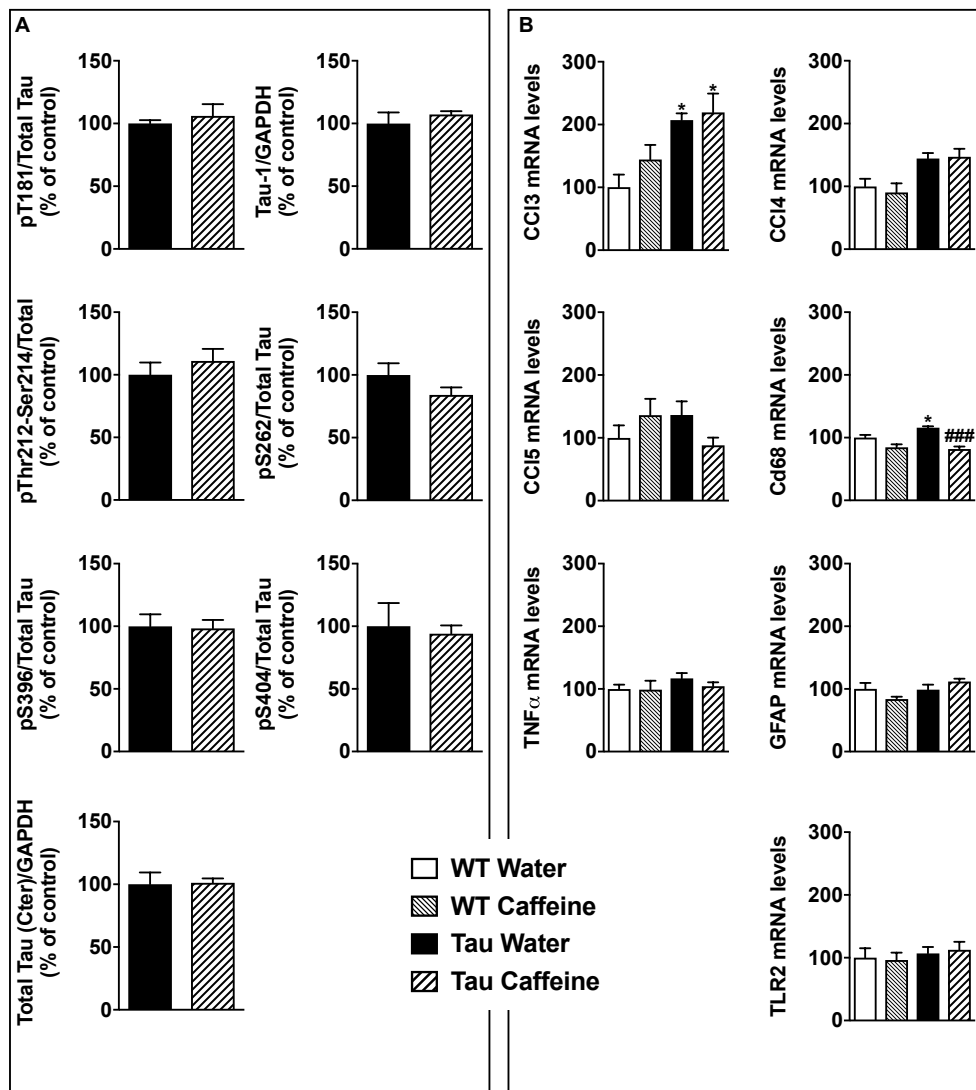 A
pT181/Total Tau
(% of control)
150
100
50
0
Tau-1/GAPDH
(% of control)
150
100
50
0
pThr212-Ser214/Total
(% of control)
150
100
50
0
pS262/Total Tau
(% of control)
150
100
50
0
pS396/Total Tau
(% of control)
150
100
50
0
pS404/Total Tau
(% of control)
150
100
50
0
Total Tau (Cter)/GAPDH
(% of control)
150
100
50
0
B
CCl3 mRNA levels
300
200
100
0
* *
CCl4 mRNA levels
300
200
100
0
CCl5 mRNA levels
300
200
100
0
Cd68 mRNA levels
300
200
100
0
* ###
TNFα mRNA levels
300
200
100
0
GFAP mRNA levels
300
200
100
0
TLR2 mRNA levels
300
200
100
0
WT Water
WT Caffeine
Tau Water
Tau Caffeine